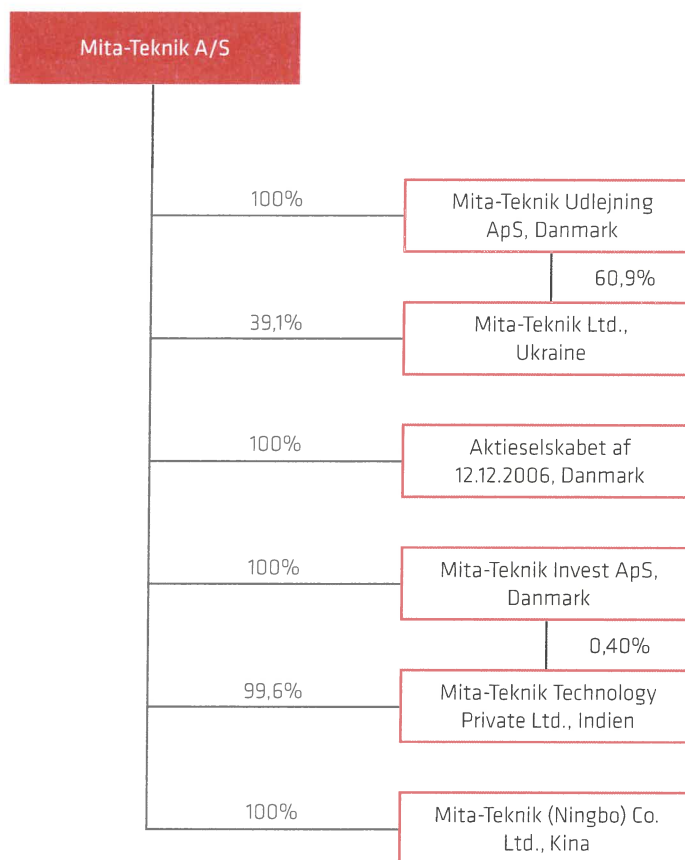 Mita-Teknik A/S
100%
Mita-Teknik Udlejning
ApS, Danmark
60,9%
39,1%
Mita-Teknik Ltd.,
Ukraine
100%
Aktieselskabet af
12.12.2006, Danmark
100%
Mita-Teknik Invest ApS,
Danmark
0,40%
99,6%
Mita-Teknik Technology
Private Ltd., Indien
100%
Mita-Teknik (Ningbo) Co.
Ltd., Kina